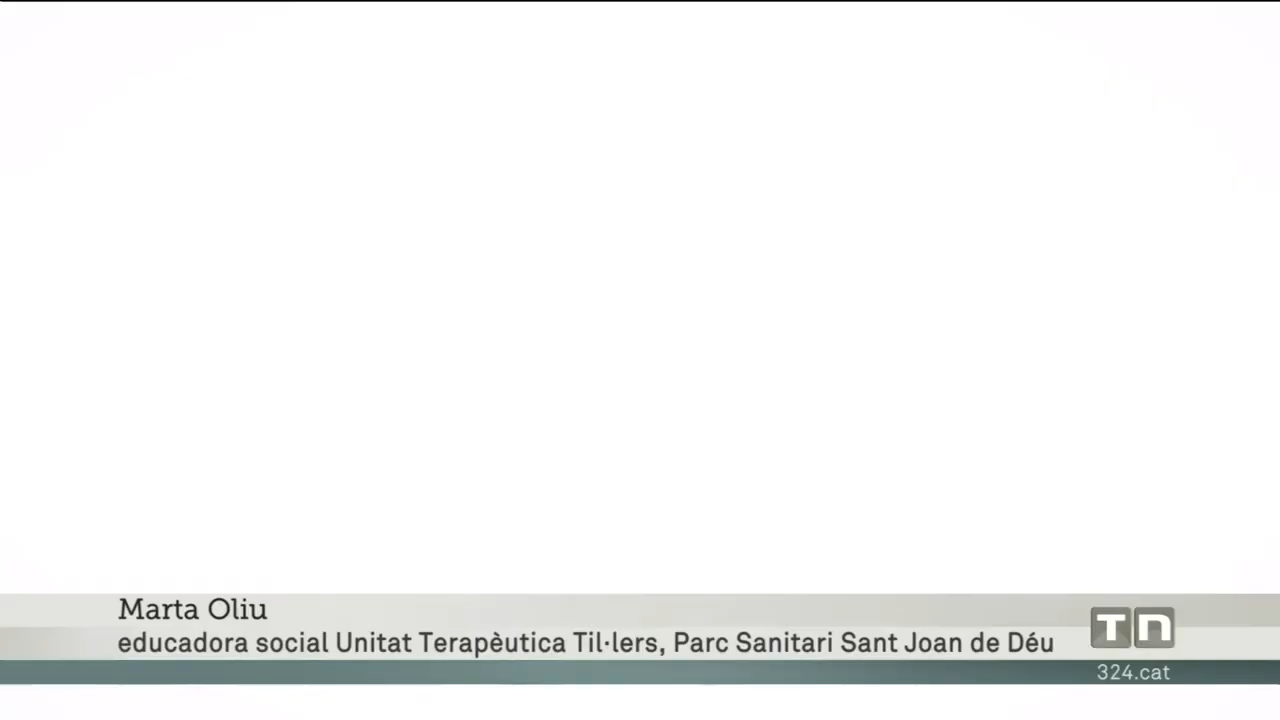 Marta Oliu
educadora social Unitat Terapèutica Til·lers, Parc Sanitari Sant Joan de Déu
TN
324.cat